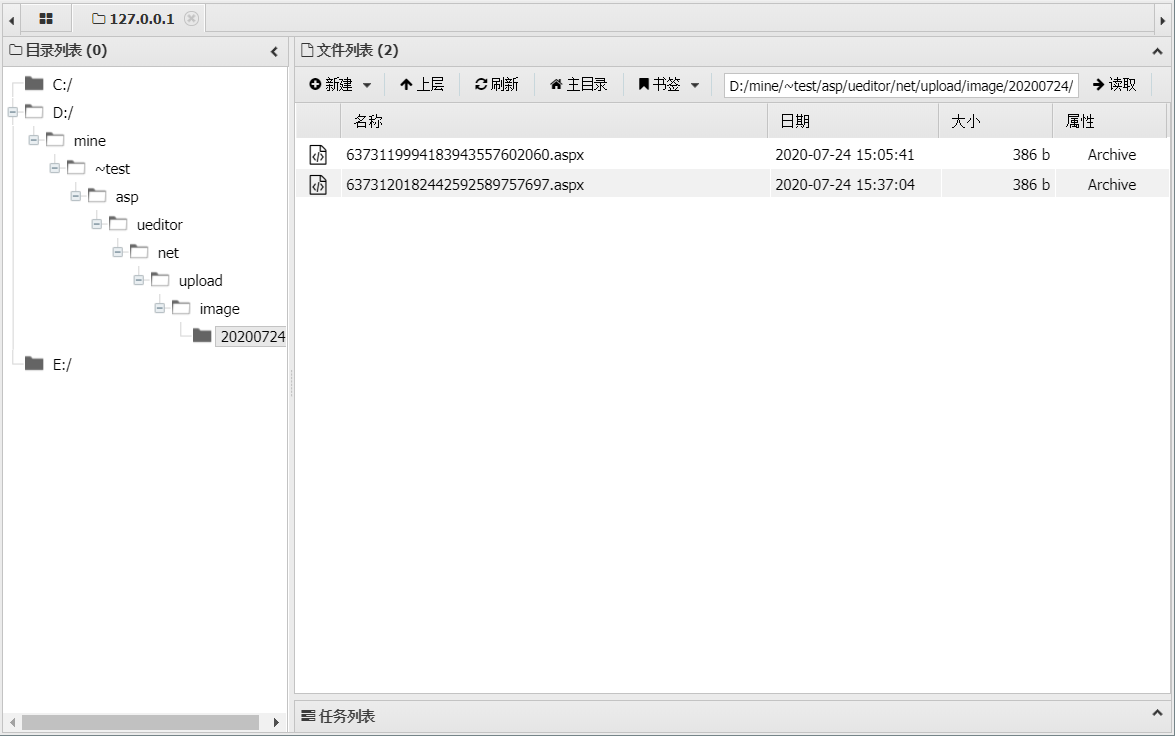 127.0.0.1
目录列表 (0)
C:/
D:/
mine
~test
asp
ueditor
net
upload
image
20200724
E:/
文件列表 (2)
新建 上层 刷新 主目录 书签 D:/mine/~test/asp/ueditor/net/upload/image/20200724/ 读取
名称 日期 大小 属性
6373119994183943557602060.aspx 2020-07-24 15:05:41 386 b Archive
6373120182442592589757697.aspx 2020-07-24 15:37:04 386 b Archive
任务列表